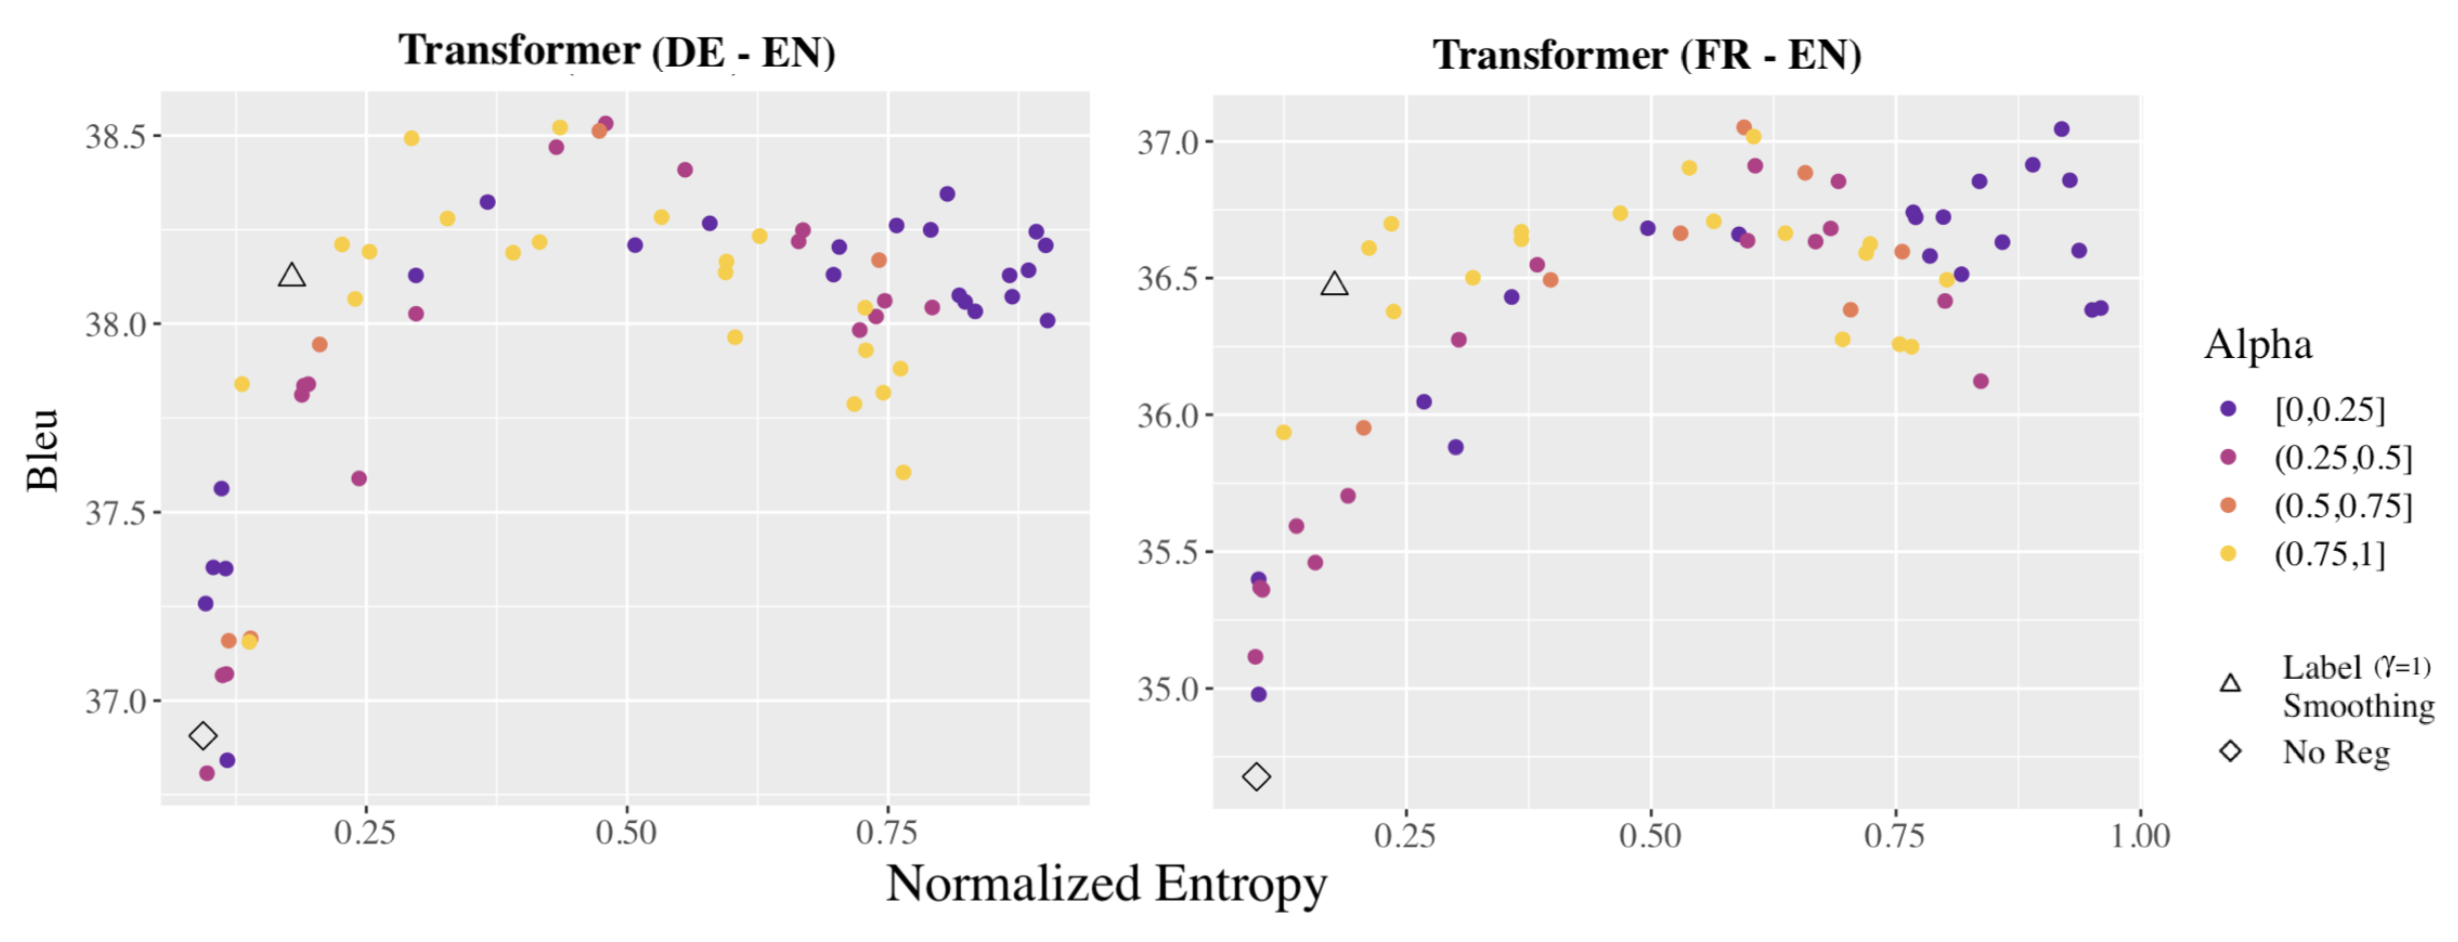 Transformer (DE - EN)
Transformer (FR - EN)
Bleu
38.5
38.0
37.5
37.0
0.25
0.50
0.75
37.0
36.5
36.0
35.5
35.0
0.25
0.50
0.75
1.00
Normalized Entropy
Alpha
[0,0.25]
(0.25,0.5]
(0.5,0.75]
(0.75,1]
Label (γ=1)
Smoothing
No Reg